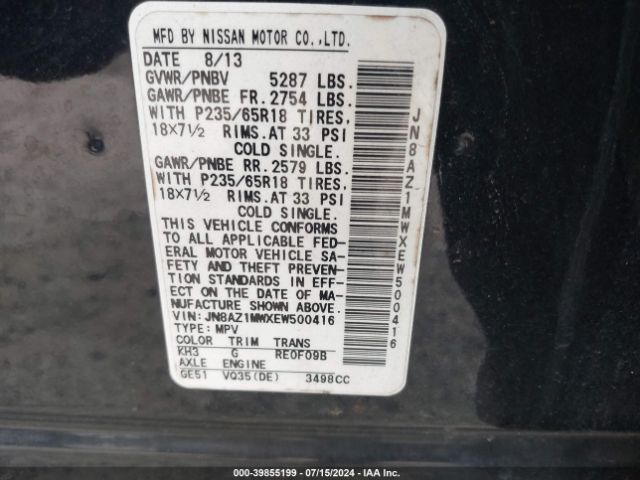 MFD BY NISSAN MOTOR CO.,LTD.
DATE 8/13
GVWR/PNBV 5287 LBS.
GAWR/PNBE FR. 2754 LBS.
WITH P235/65R18 TIRES,
18X7½ RIMS. AT 33 PSI
COLD SINGLE.
GAWR/PNBE RR. 2579 LBS.
WITH P235/65R18 TIRES,
18X7½ RIMS. AT 33 PSI
COLD SINGLE.
THIS VEHICLE CONFORMS
TO ALL APPLICABLE FED-
ERAL MOTOR VEHICLE SA-
FETY AND THEFT PREVEN-
TION STANDARDS IN EFF-
ECT ON THE DATE OF MA-
NUFACTURE SHOWN ABOVE.
VIN: JN8AZ1MWXEW500416
TYPE: MPV
COLOR TRIM TRANS
KH3 G RE0F09B
AXLE ENGINE
GE51 VQ35(DE) 3498CC
JN8AZ1MWXEW500416
000-39855199 - 07/15/2024 - IAA, Inc.